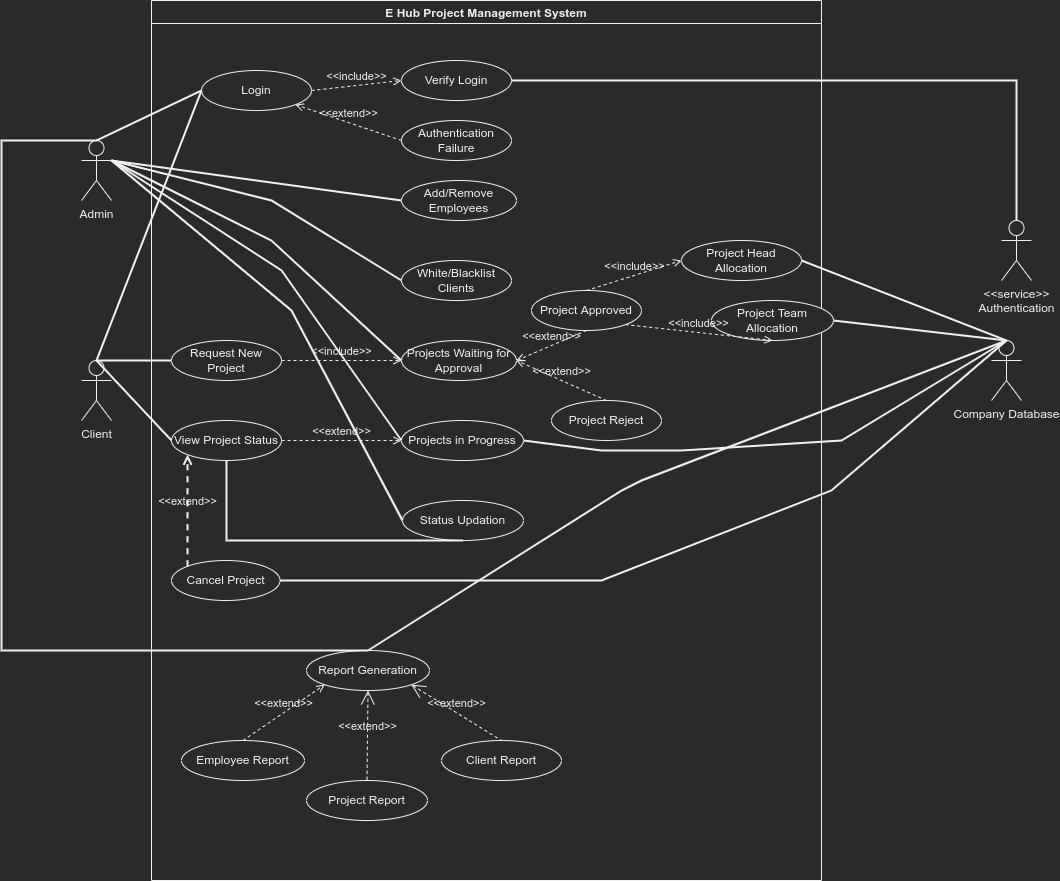 E Hub Project Management System
Login
<<include>>
Verify Login
<<extend>>
Authentication
Failure
Admin
Add/Remove
Employees
White/Blacklist
Clients
<<include>>
Project Head
Allocation
Project Approved
<<include>>
Project Team
Allocation
<<service>>
Authentication
<<extend>>
Request New
Project
<<include>>
Projects Waiting for
Approval
<<extend>>
Client
Project Reject
Company Database
View Project Status
<<extend>>
Projects in Progress
<<extend>>
Status Updation
Cancel Project
Report Generation
<<extend>>
<<extend>>
<<extend>>
Employee Report
Client Report
Project Report